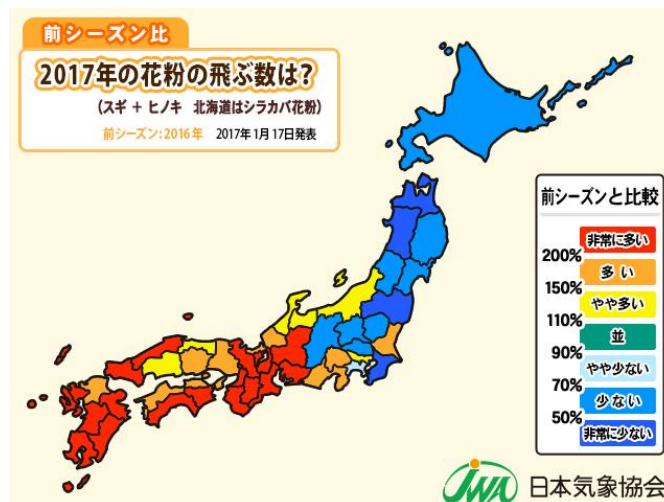 前シーズン比
2017年の花粉の飛ぶ数は?
(スギ + ヒノキ 北海道はシラカバ花粉)
前シーズン:2016年 2017年1月17日発表
前シーズンと比較
非常に多い
200%
多い
150%
やや多い
110%
並
90%
やや少ない
70%
少ない
50%
非常に少ない
JWA 日本気象協会